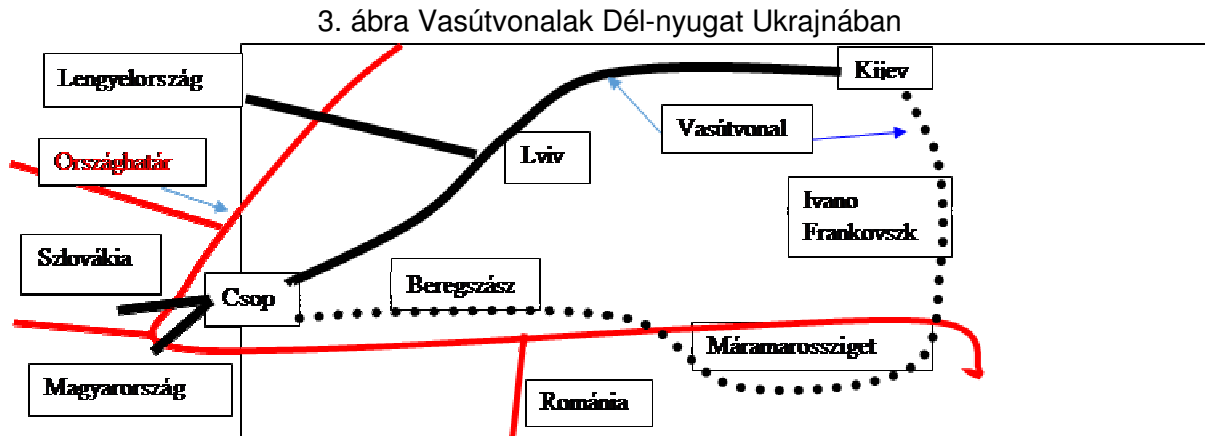 3. ábra Vasútvonalak Dél-nyugat Ukrajnában
Lengyelország
Kijev
Vasútvonal
Lviv
Országhatár
Ivano
Frankovszk
Szlovákia
Csop
Beregszász
Máramarossziget
Magyarország
Románia